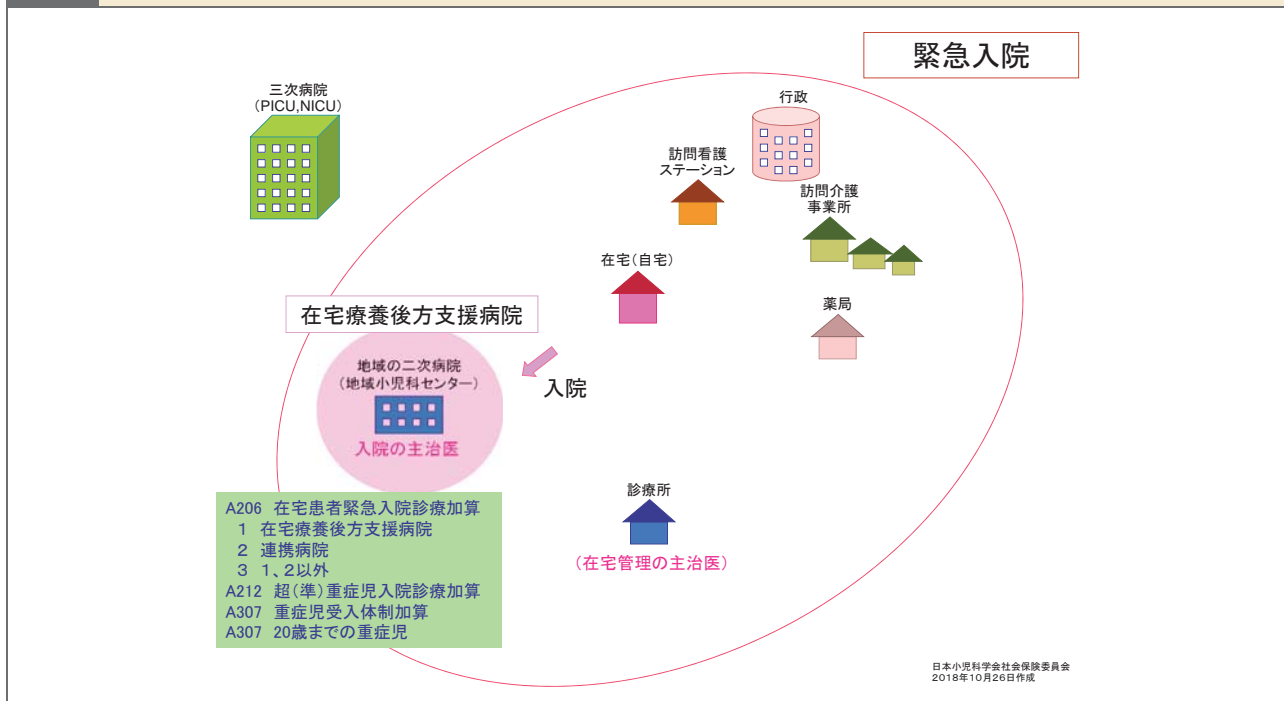 緊急入院
三次病院
(PICU,NICU)
行政
訪問看護
ステーション
訪問介護
事業所
在宅(自宅)
薬局
在宅療養後方支援病院
地域の二次病院
(地域小児科センター)
入院の主治医
入院
A206 在宅患者緊急入院診療加算
1 在宅療養後方支援病院
2 連携病院
3 1、2以外
A212 超(準)重症児入院診療加算
A307 重症児受入体制加算
A307 20歳までの重症児
診療所
(在宅管理の主治医)
日本小児科学会社会保険委員会
2018年10月26日作成